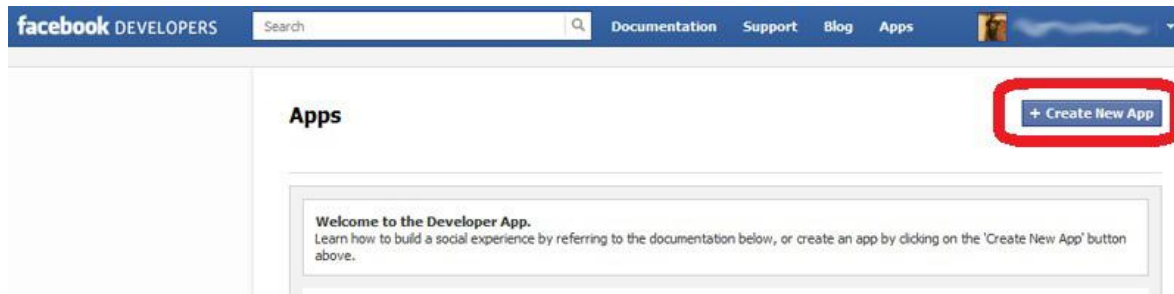 facebook DEVELOPERS Search Documentation Support Blog Apps
Apps
+ Create New App
Welcome to the Developer App.
Learn how to build a social experience by referring to the documentation below, or create an app by clicking on the 'Create New App' button
above.